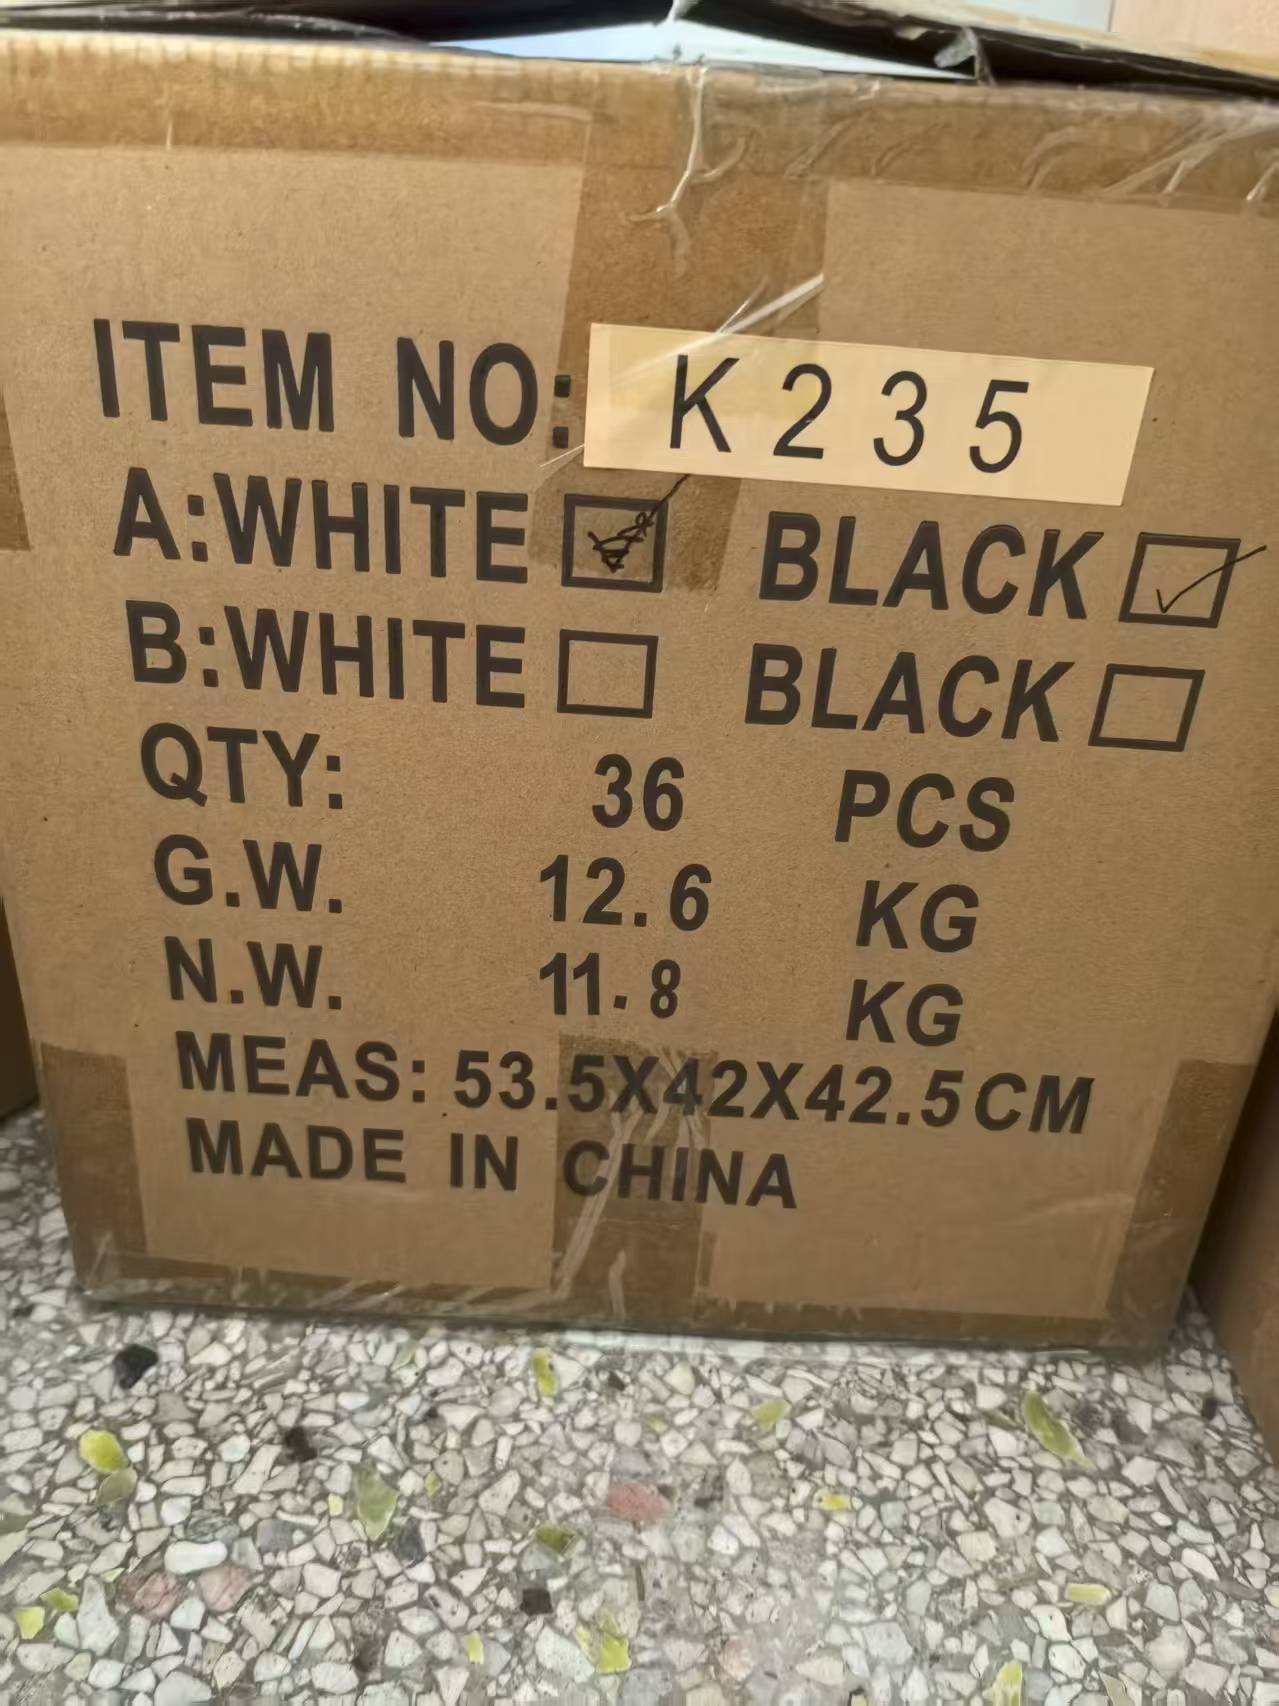 ITEM NO: K235
A:WHITE BLACK
B:WHITE BLACK
QTY: 36 PCS
G.W. 12.6 KG
N.W. 11.8 KG
MEAS: 53.5X42X42.5CM
MADE IN CHINA